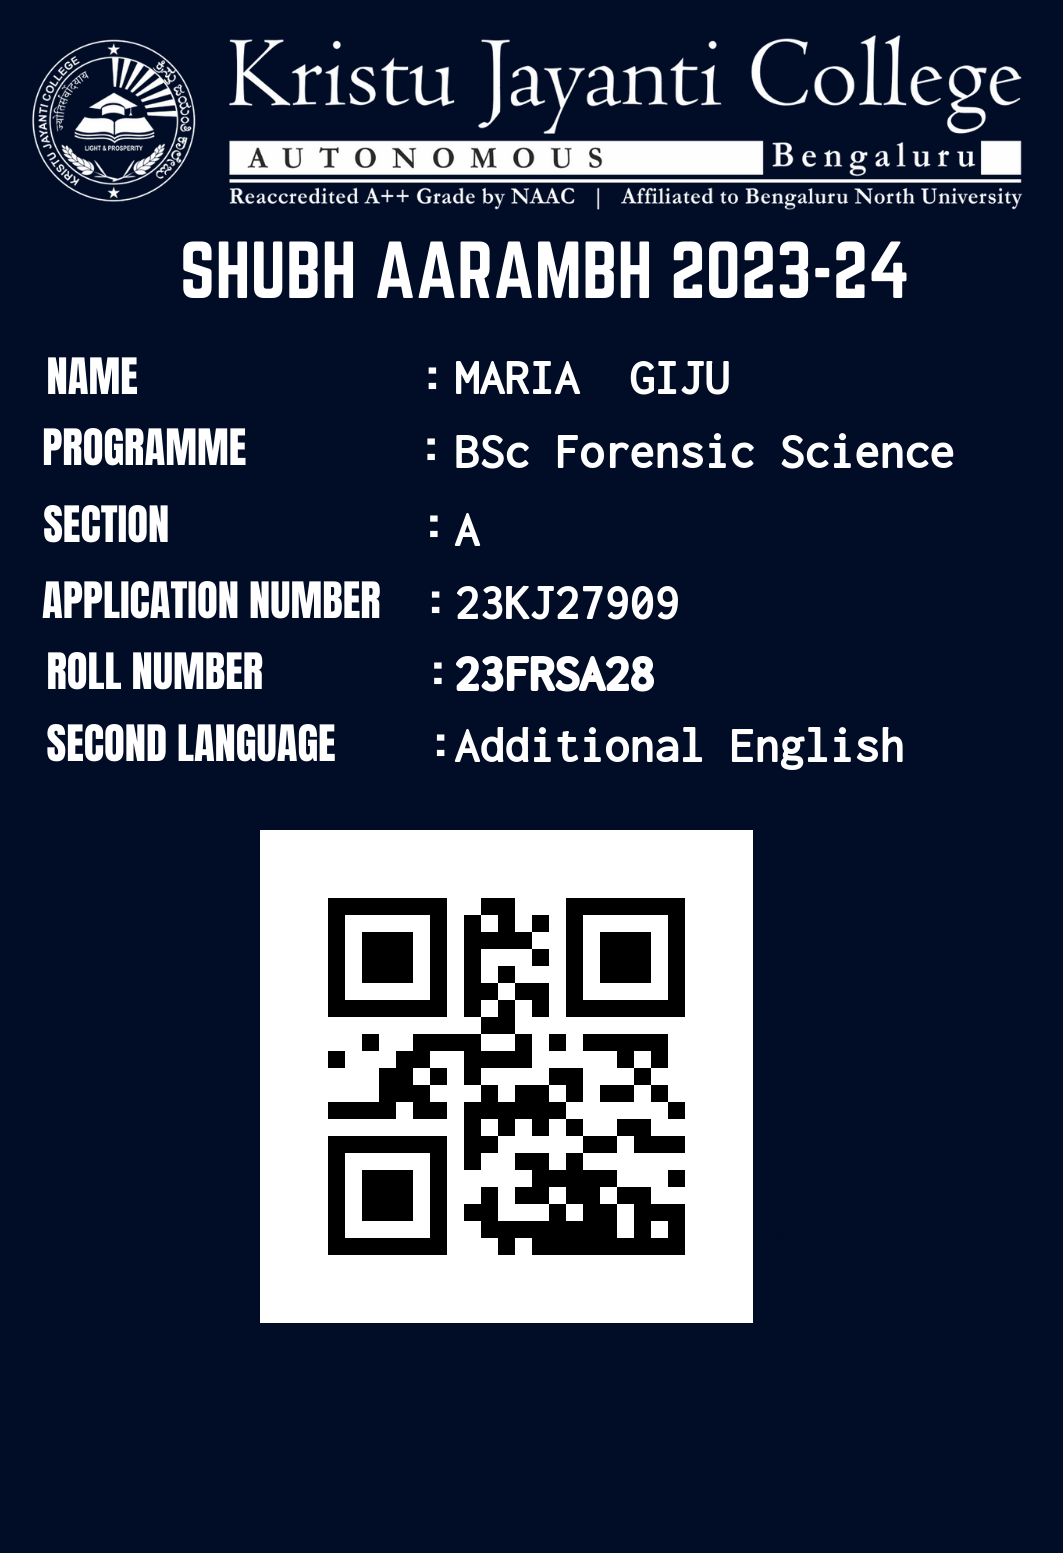 KRISTU JAYANTI COLLEGE
LIGHT & PROSPERITY
Kristu Jayanti College
AUTONOMOUS Bengaluru
Reaccredited A++ Grade by NAAC | Affiliated to Bengaluru North University
SHUBH AARAMBH 2023-24
NAME : MARIA GIJU
PROGRAMME : BSc Forensic Science
SECTION : A
APPLICATION NUMBER : 23KJ27909
ROLL NUMBER : 23FRSA28
SECOND LANGUAGE : Additional English